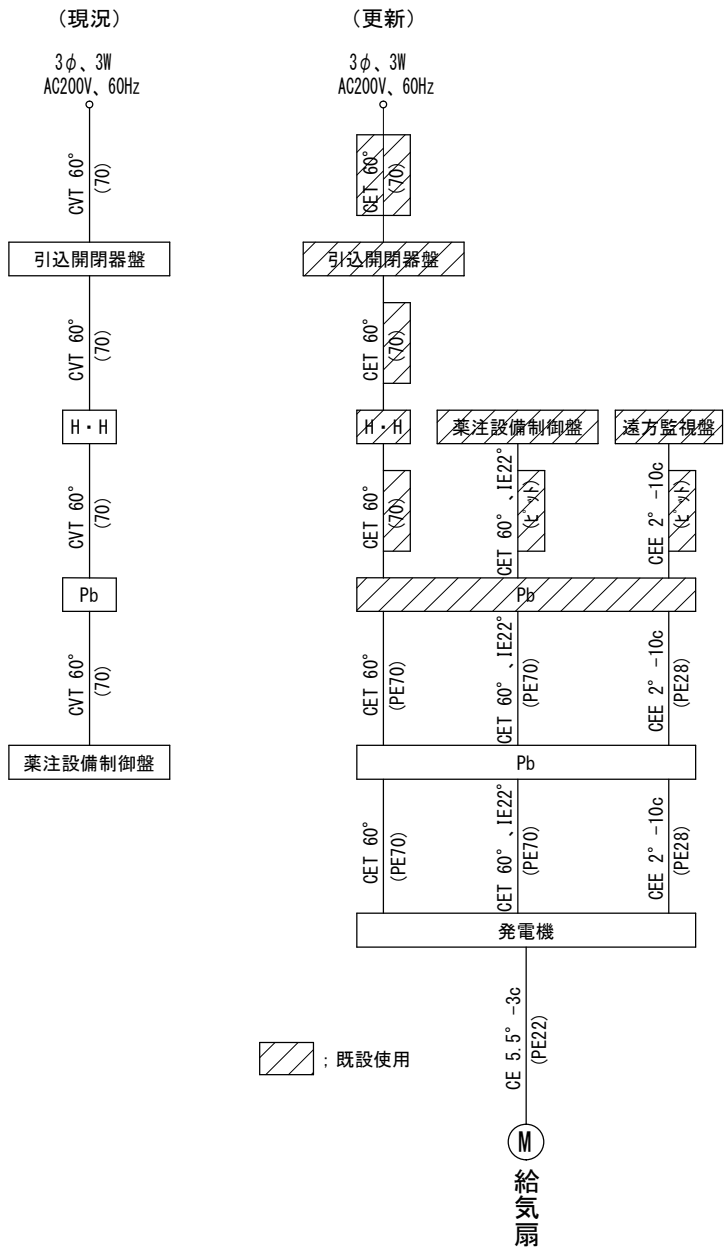 (現況)
3φ、3W
AC200V、60Hz
CVT 60°
(70)
引込開閉器盤
CVT 60°
(70)
H・H
CVT 60°
(70)
Pb
CVT 60°
(70)
薬注設備制御盤
(更新)
3φ、3W
AC200V、60Hz
CET 60°
(70)
引込開閉器盤
CET 60°
(70)
H・H
薬注設備制御盤
遠方監視盤
CET 60°
(70)
CET 60°、IE22°
(ピット)
CEE 2°-10c
(ピット)
Pb
CET 60°
(PE70)
CET 60°、IE22°
(PE70)
CEE 2°-10c
(PE28)
Pb
CET 60°
(PE70)
CET 60°、IE22°
(PE70)
CEE 2°-10c
(PE28)
発電機
CE 5.5°-3c
(PE22)
M
給気扇
;既設使用